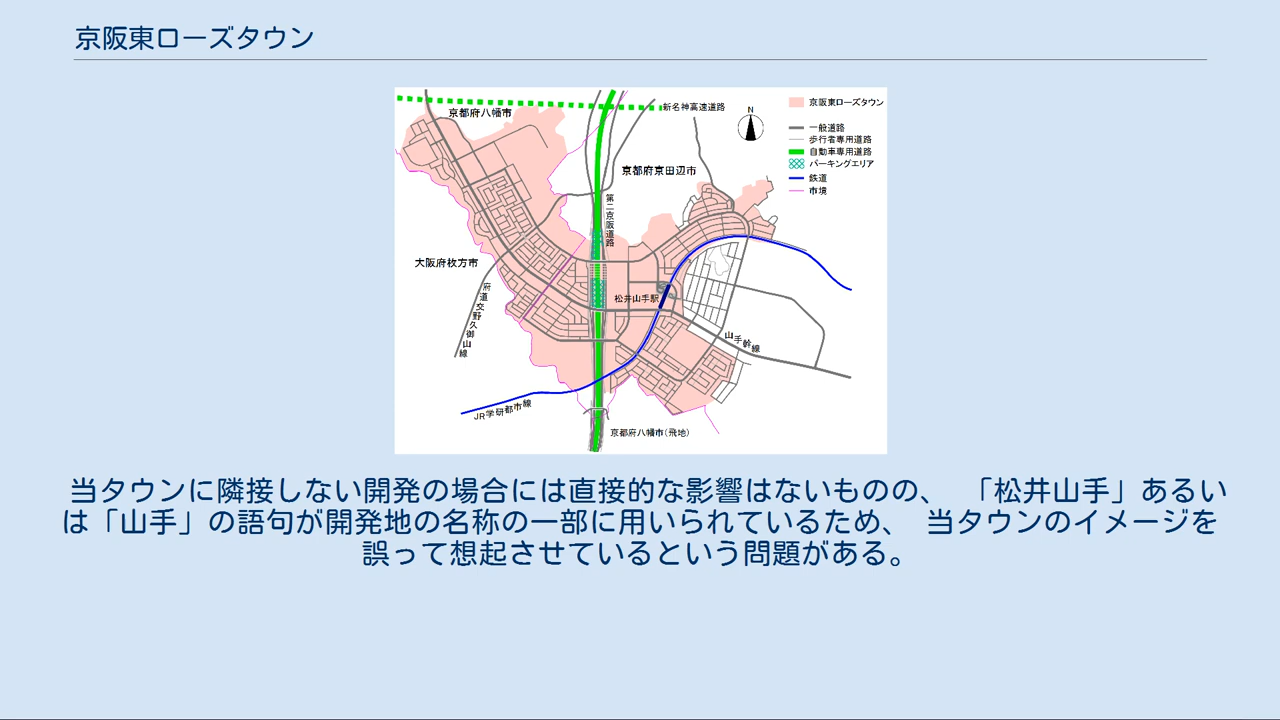 京阪東ローズタウン
新名神高速道路
京都府八幡市
N
京阪東ローズタウン
一般道路
歩行者専用道路
自動車専用道路
パーキングエリア
鉄道
市境
京都府京田辺市
第二京阪道路
大阪府枚方市
府道交野久御山線
松井山手駅
山手幹線
JR学研都市線
京都府八幡市(飛地)
当タウンに隣接しない開発の場合には直接的な影響はないものの、 「松井山手」あるい
は「山手」の語句が開発地の名称の一部に用いられているため、 当タウンのイメージを
誤って想起させているという問題がある。